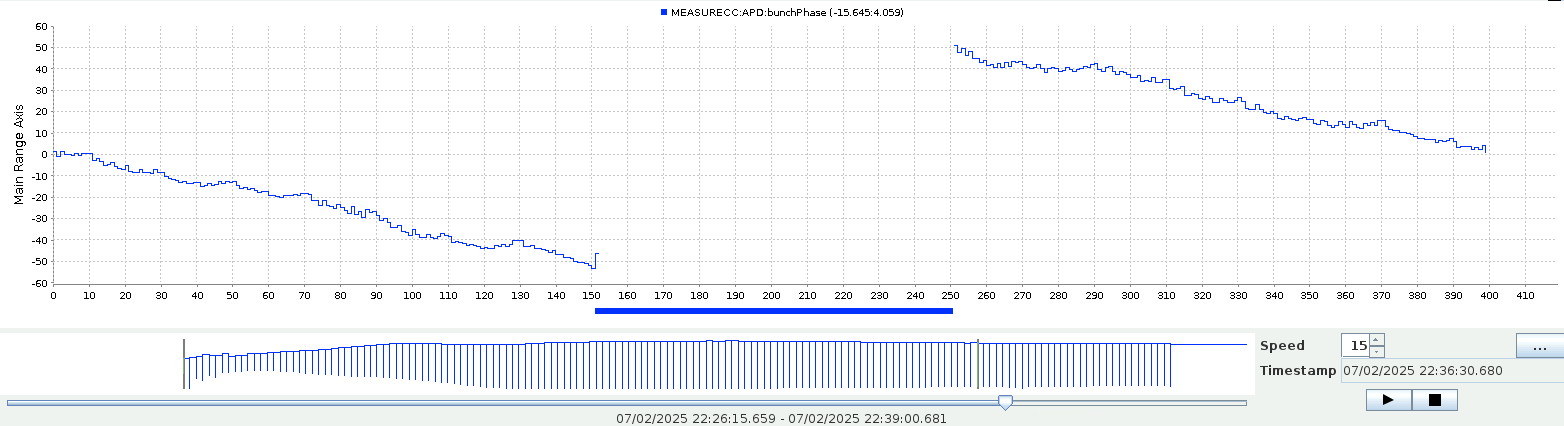 MEASURECC:APD:bunchPhase (-15.645:4.059)
Main Range Axis
60
50
40
30
20
10
0
-10
-20
-30
-40
-50
-60
0 10 20 30 40 50 60 70 80 90 100 110 120 130 140 150 160 170 180 190 200 210 220 230 240 250 260 270 280 290 300 310 320 330 340 350 360 370 380 390 400 410
Speed 15 ...
Timestamp 07/02/2025 22:36:30.680
07/02/2025 22:26:15.659 - 07/02/2025 22:39:00.681